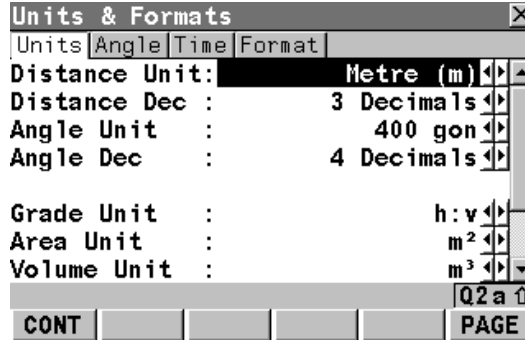 Units & Formats
Units Angle Time Format
Distance Unit: Metre (m)
Distance Dec : 3 Decimals
Angle Unit : 400 gon
Angle Dec : 4 Decimals
Grade Unit : h:v
Area Unit : m²
Volume Unit : m³
Q2a⇧
CONT PAGE